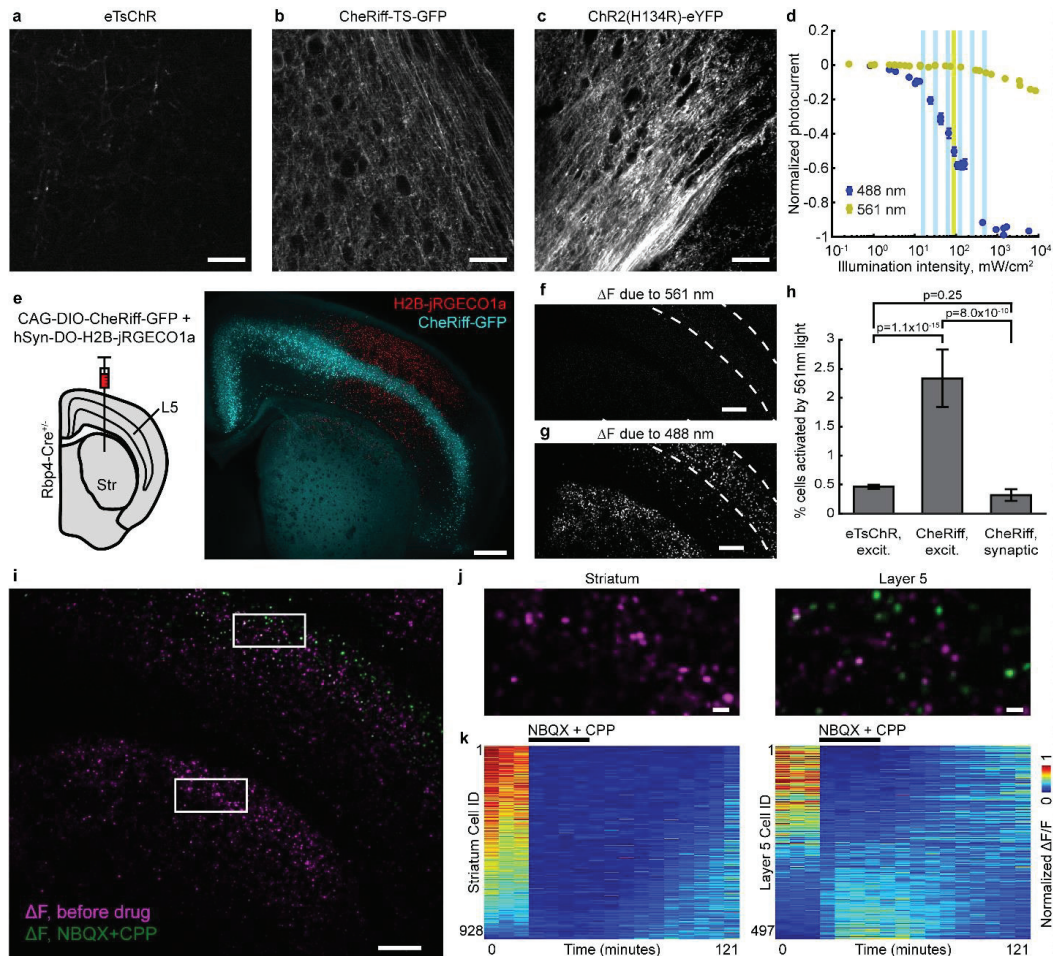 a
eTsChR
b
CheRiff-TS-GFP
c
ChR2(H134R)-eYFP
d
Normalized photocurrent
0.2
0
-0.2
-0.4
-0.6
-0.8
-1
488 nm
561 nm
10⁻¹ 10⁰ 10¹ 10² 10³ 10⁴
Illumination intensity, mW/cm²
e
CAG-DIO-CheRiff-GFP +
hSyn-DO-H2B-jRGECO1a
Rbp4-Cre⁺/⁻
L5
Str
H2B-jRGECO1a
CheRiff-GFP
f
ΔF due to 561 nm
g
ΔF due to 488 nm
h
% cells activated by 561nm light
3
2.5
2
1.5
1
0.5
0
p=0.25
p=1.1x10⁻¹⁵
p=8.0x10⁻¹⁰
eTsChR,
excit.
CheRiff,
excit.
CheRiff,
synaptic
i
ΔF, before drug
ΔF, NBQX+CPP
j
Striatum
Layer 5
k
NBQX + CPP
1
Striatum Cell ID
928
0 Time (minutes) 121
NBQX + CPP
1
Layer 5 Cell ID
497
0 Time (minutes) 121
0 1
Normalized ΔF/F